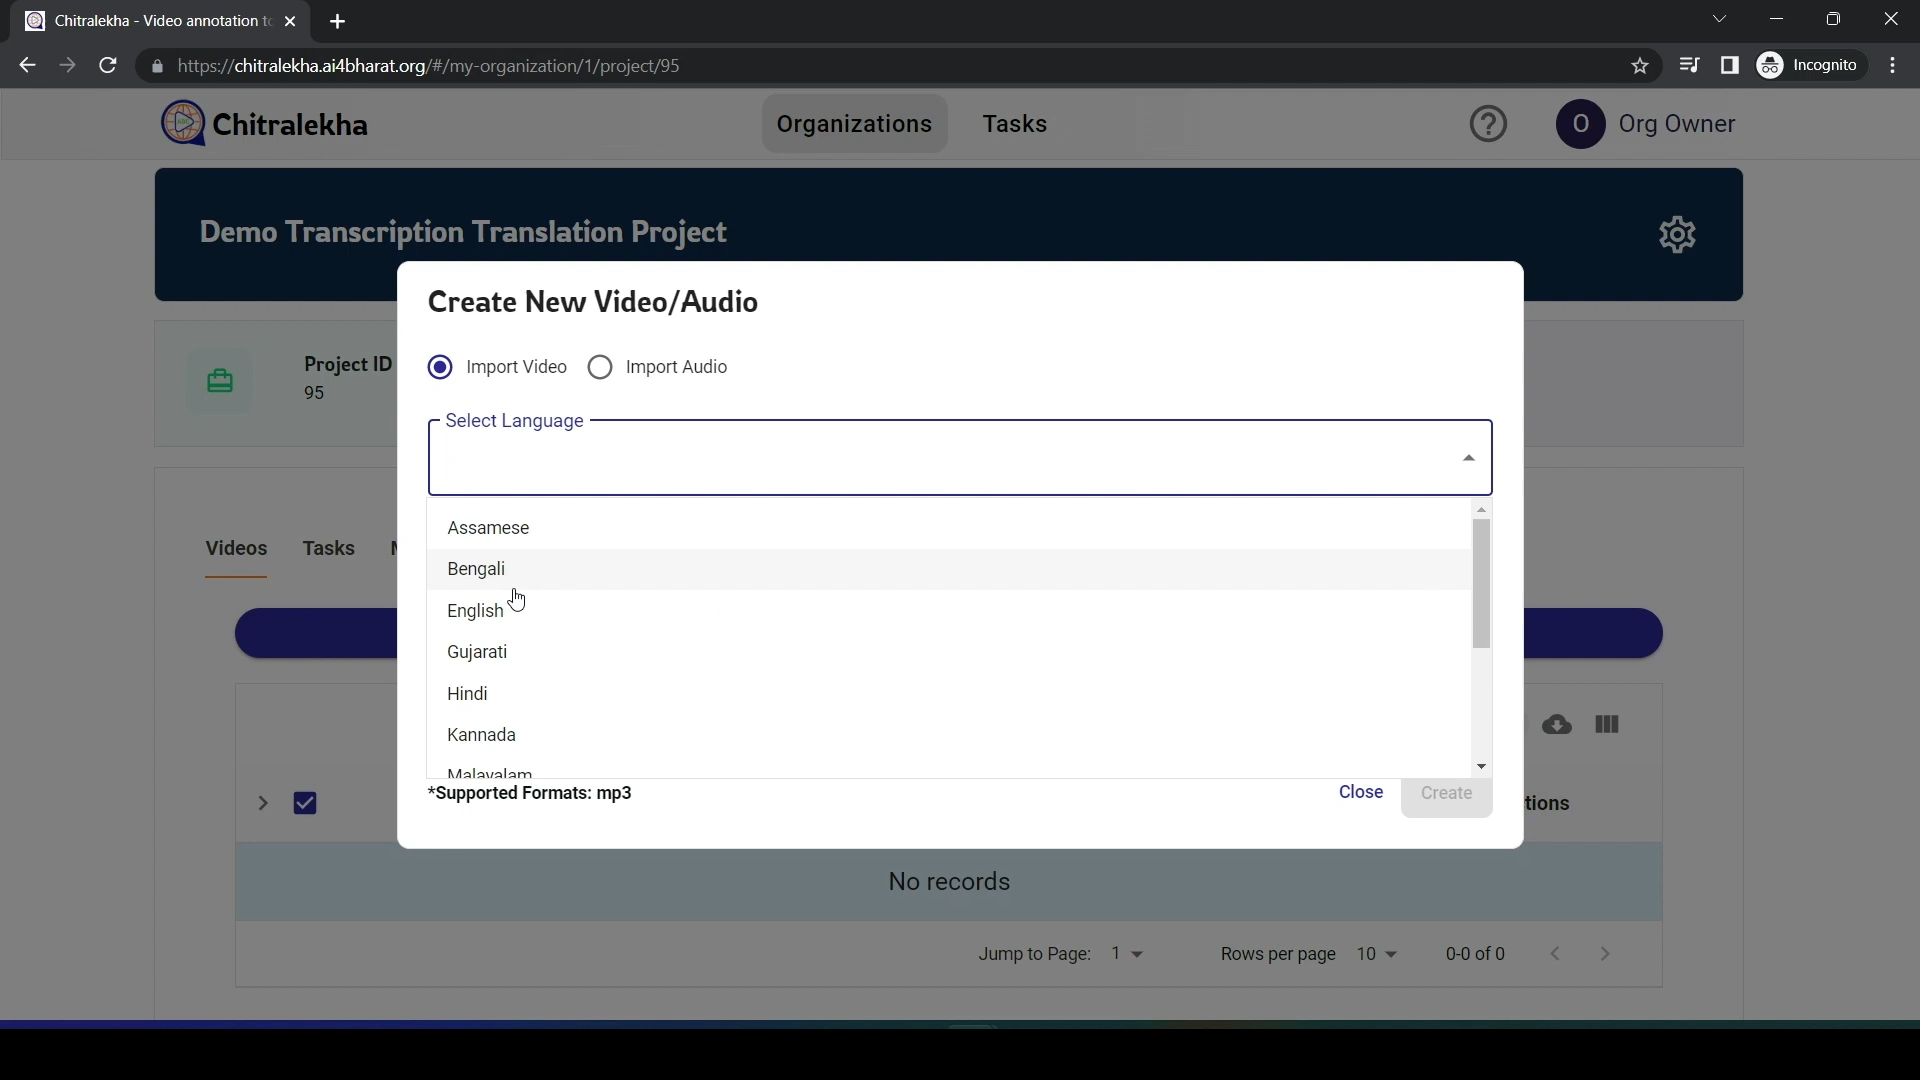 Chitralekha - Video annotation to
https://chitralekha.ai4bharat.org/#/my-organization/1/project/95
Incognito
Chitralekha
Organizations
Tasks
O
Org Owner
Demo Transcription Translation Project
Create New Video/Audio
Import Video
Import Audio
Project ID
95
Select Language
Assamese
Bengali
English
Gujarati
Hindi
Kannada
Malayalam
Videos
Tasks
*Supported Formats: mp3
Close
Create
tions
No records
Jump to Page: 1
Rows per page 10
0-0 of 0